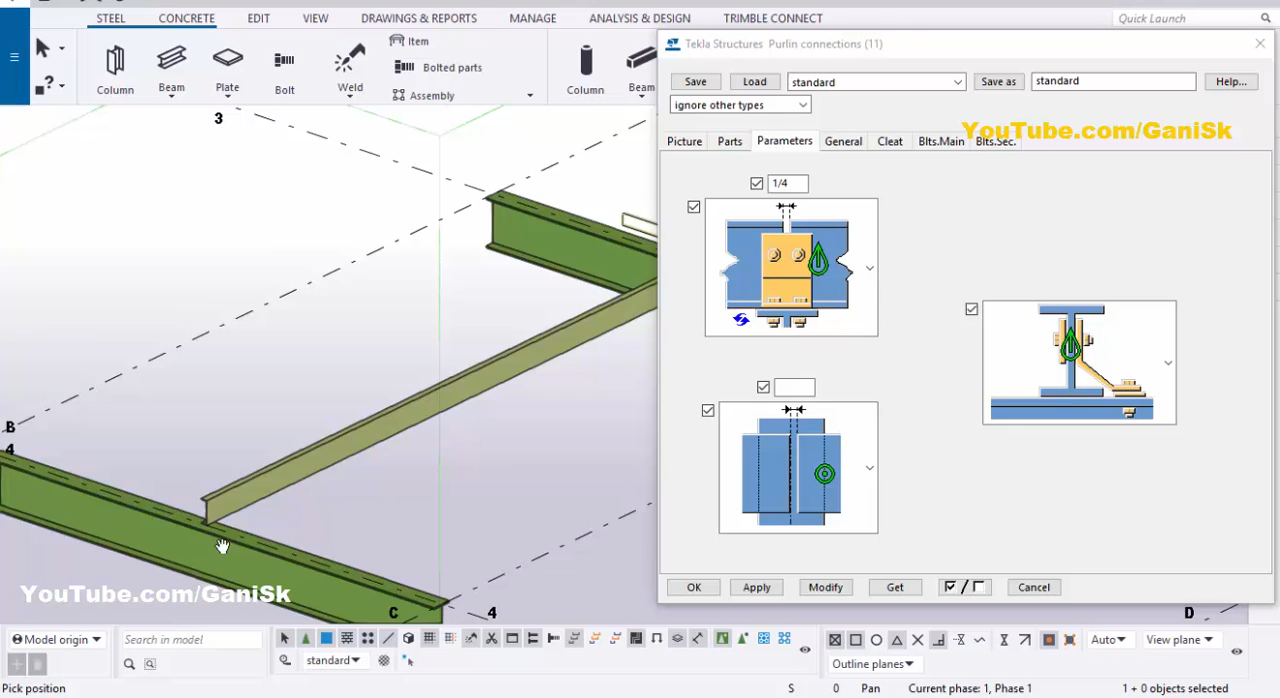 STEEL CONCRETE EDIT VIEW DRAWINGS & REPORTS MANAGE ANALYSIS & DESIGN TRIMBLE CONNECT Quick Launch
Item
Bolted parts
Column Beam Plate Bolt Weld Assembly Column Beam
Tekla Structures Purlin connections (11)
Save Load standard Save as standard Help...
ignore other types
YouTube.com/GaniSk
Picture Parts Parameters General Cleat Blts.Main Blts.Sec.
1/4
3
B
4
C 4 D
YouTube.com/GaniSk
OK Apply Modify Get / Cancel
Model origin Search in model Auto View plane
standard Outline planes
Pick position S 0 Pan Current phase: 1, Phase 1 1 + 0 objects selected